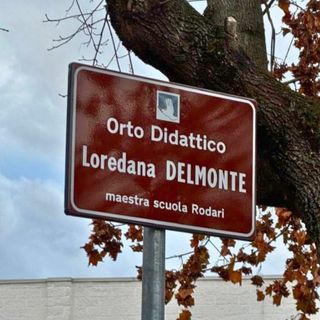 Orto Didattico
Loredana DELMONTE
maestra scuola Rodari